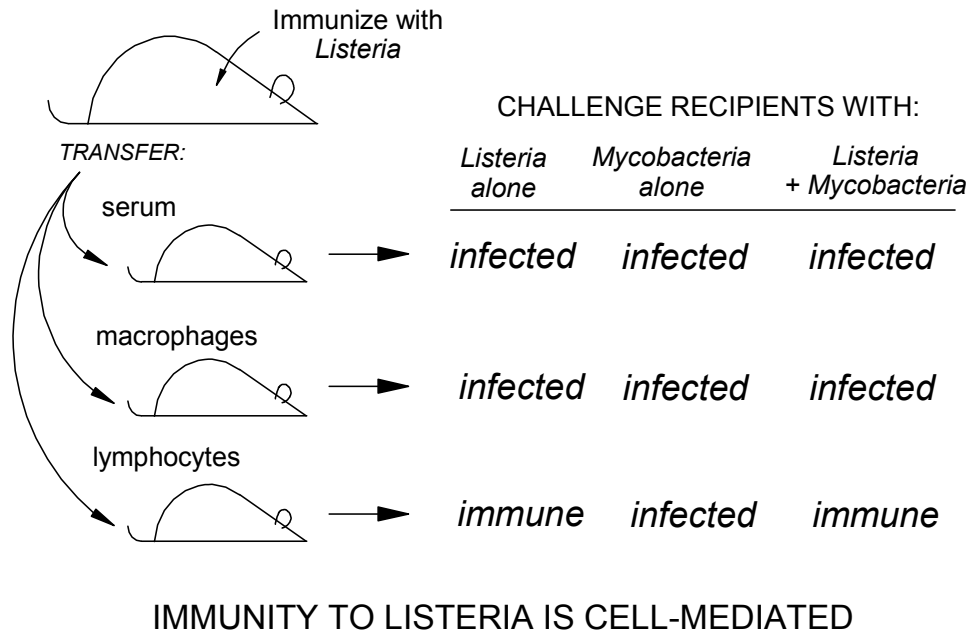 Immunize with
Listeria
CHALLENGE RECIPIENTS WITH:
TRANSFER:
Listeria
alone
Mycobacteria
alone
Listeria
+ Mycobacteria
serum
infected infected infected
macrophages
infected infected infected
lymphocytes
immune infected immune
IMMUNITY TO LISTERIA IS CELL-MEDIATED